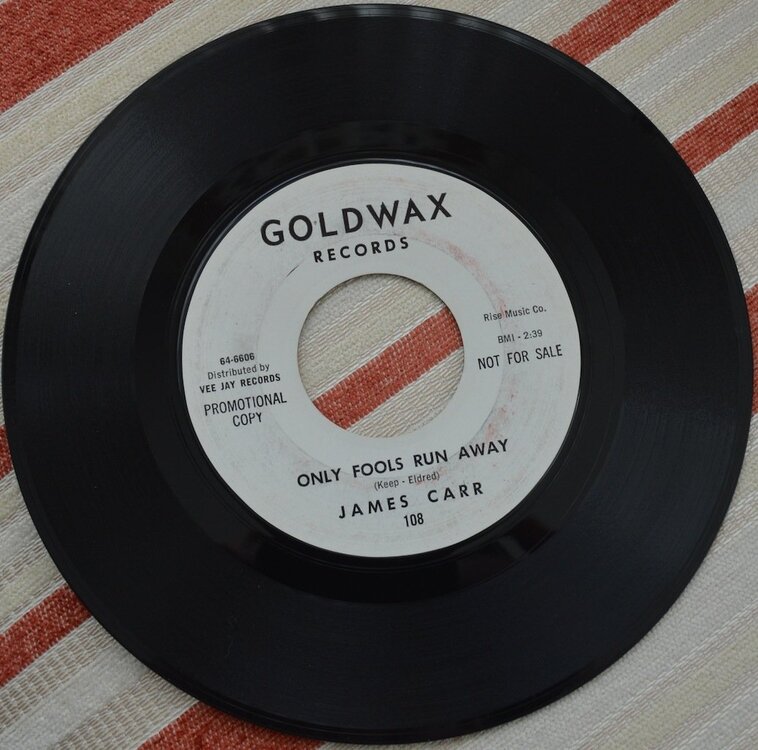 GOLDWAX
RECORDS
Rise Music Co.
BMI - 2:39
NOT FOR SALE
64-6606
Distributed by
VEE JAY RECORDS
PROMOTIONAL
COPY
ONLY FOOLS RUN AWAY
(Keep - Eldred)
JAMES CARR
108